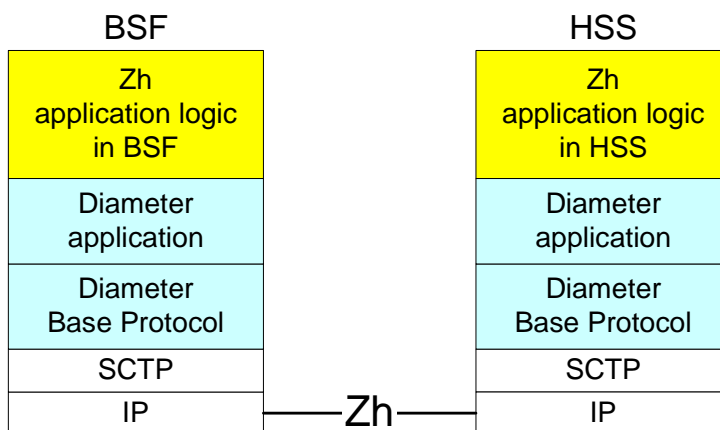 BSF
Zh
application logic
in BSF
Diameter
application
Diameter
Base Protocol
SCTP
IP
Zh
HSS
Zh
application logic
in HSS
Diameter
application
Diameter
Base Protocol
SCTP
IP